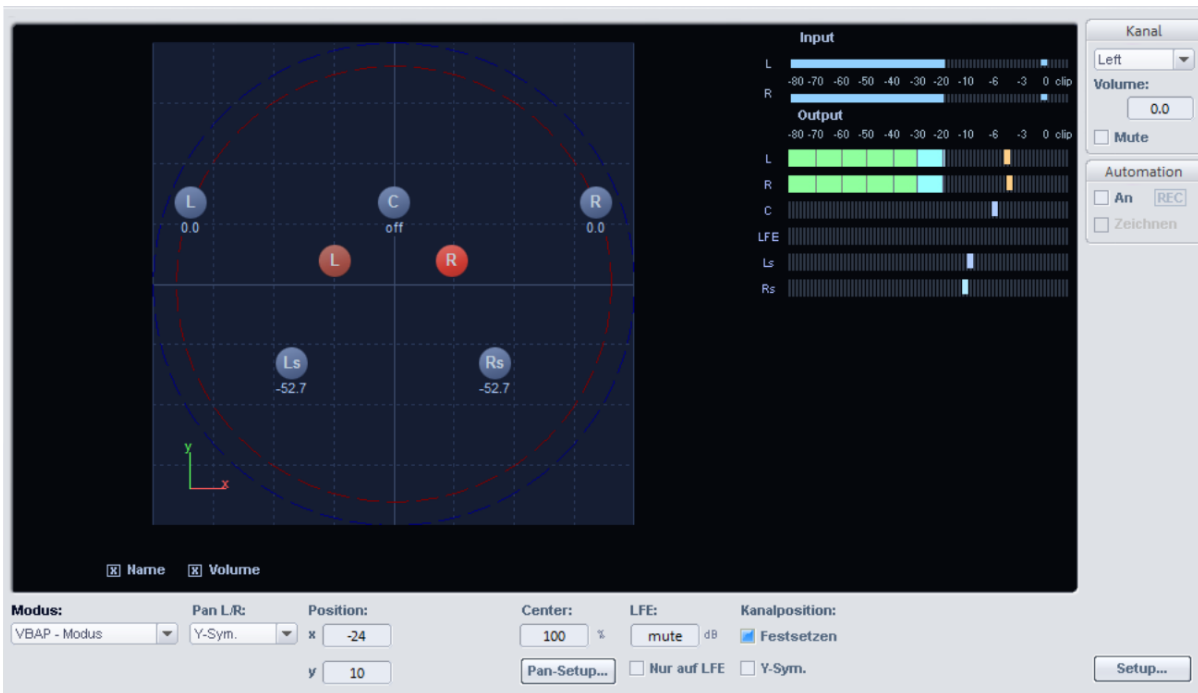 Input
L
-80 -70 -60 -50 -40 -30 -20 -10 -6 -3 0 clip
R
Output
-80 -70 -60 -50 -40 -30 -20 -10 -6 -3 0 clip
L
R
C
LFE
Ls
Rs
L C R
0.0 off 0.0
L R
Ls Rs
-52.7 -52.7
y
x
Name Volume
Kanal
Left
Volume:
0.0
Mute
Automation
An REC
Zeichnen
Modus: Pan L/R: Position: Center: LFE: Kanalposition:
VBAP - Modus Y-Sym. x -24 100 % mute dB Festsetzen
y 10 Pan-Setup... Nur auf LFE Y-Sym. Setup...